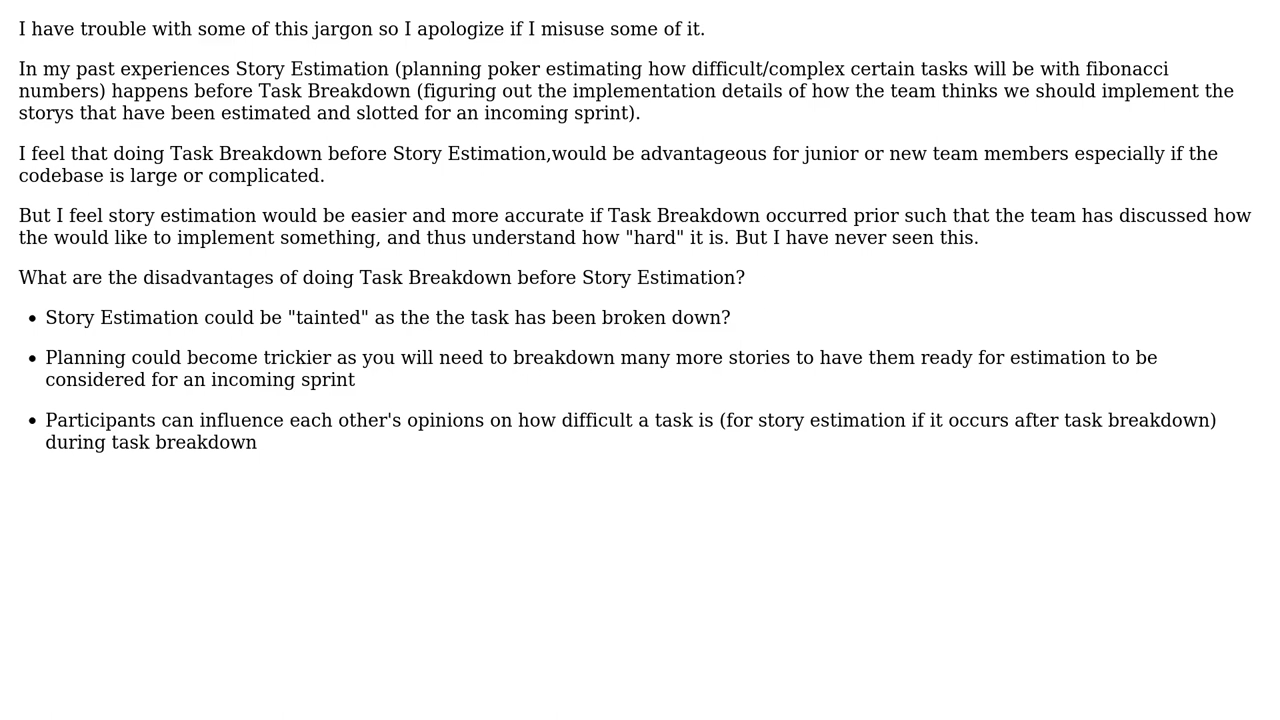 I have trouble with some of this jargon so I apologize if I misuse some of it.
In my past experiences Story Estimation (planning poker estimating how difficult/complex certain tasks will be with fibonacci
numbers) happens before Task Breakdown (figuring out the implementation details of how the team thinks we should implement the
storys that have been estimated and slotted for an incoming sprint).
I feel that doing Task Breakdown before Story Estimation,would be advantageous for junior or new team members especially if the
codebase is large or complicated.
But I feel story estimation would be easier and more accurate if Task Breakdown occurred prior such that the team has discussed how
the would like to implement something, and thus understand how "hard" it is. But I have never seen this.
What are the disadvantages of doing Task Breakdown before Story Estimation?
• Story Estimation could be "tainted" as the the task has been broken down?
• Planning could become trickier as you will need to breakdown many more stories to have them ready for estimation to be
considered for an incoming sprint
• Participants can influence each other's opinions on how difficult a task is (for story estimation if it occurs after task breakdown)
during task breakdown